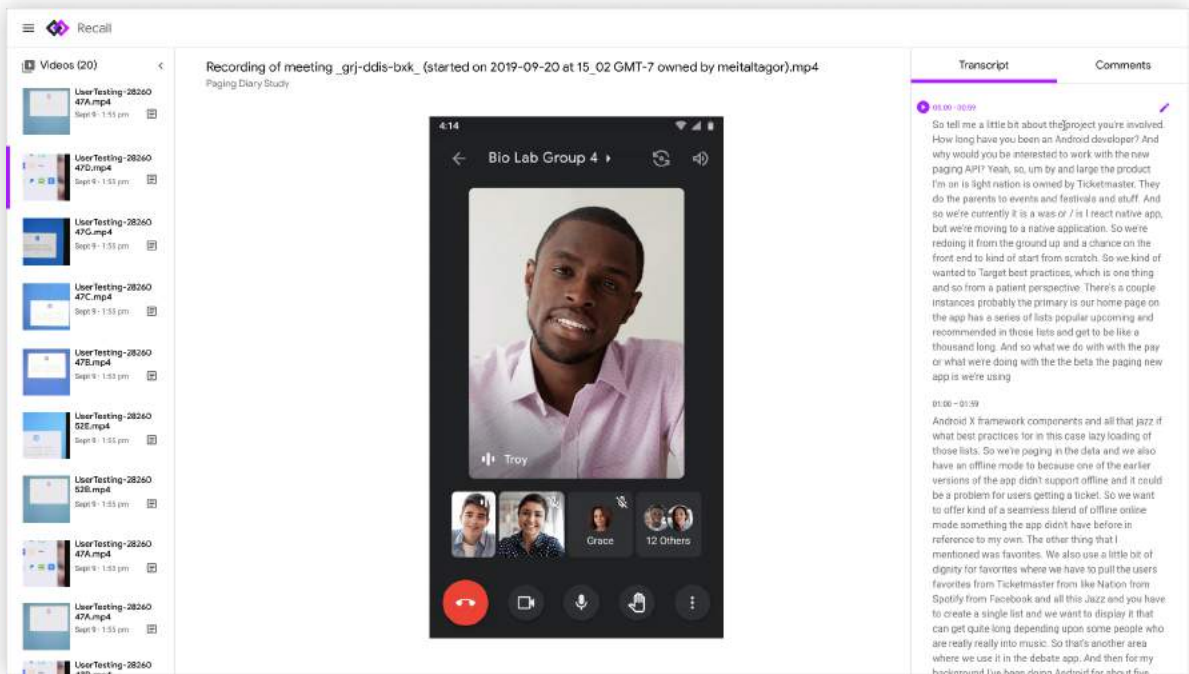 Recall
Videos (20)
UserTesting-28260
47A.mp4
Sept 9 - 1:55 pm
UserTesting-28260
47D.mp4
Sept 9 - 1:55 pm
UserTesting-28260
47G.mp4
Sept 9 - 1:55 pm
UserTesting-28260
47C.mp4
Sept 9 - 1:55 pm
UserTesting-28260
47B.mp4
Sept 9 - 1:55 pm
UserTesting-28260
52E.mp4
Sept 9 - 1:55 pm
UserTesting-28260
52B.mp4
Sept 9 - 1:55 pm
UserTesting-28260
47A.mp4
Sept 9 - 1:55 pm
UserTesting-28260
47A.mp4
Sept 9 - 1:55 pm
UserTesting-28260
Recording of meeting _grj-ddis-bxk_ (started on 2019-09-20 at 15_02 GMT-7 owned by meitaltagor).mp4
Paging Diary Study
4:14
Bio Lab Group 4
Troy
Grace
12 Others
Transcript
Comments
00:00 - 00:59
So tell me a little bit about the project you're involved.
How long have you been an Android developer? And
why would you be interested to work with the new
paging API? Yeah, so, um by and large the product
I'm on is light nation is owned by Ticketmaster. They
do the parents to events and festivals and stuff. And
so we're currently it is a was or / is I react native app,
but we're moving to a native application. So we're
redoing it from the ground up and a chance on the
front end to kind of start from scratch. So we kind of
wanted to Target best practices, which is one thing
and so from a patient perspective. There's a couple
instances probably the primary is our home page on
the app has a series of lists popular upcoming and
recommended in those lists and get to be like a
thousand long. And so what we do with with the pay
or what we're doing with the the beta the paging new
app is we're using
01:00 - 01:59
Android X framework components and all that jazz if
what best practices for in this case lazy loading of
those lists. So we're paging in the data and we also
have an offline mode to because one of the earlier
versions of the app didn't support offline and it could
be a problem for users getting a ticket. So we want
to offer kind of a seamless blend of offline online
mode something the app didn't have before in
reference to my own. The other thing that I
mentioned was favorites. We also use a little bit of
dignity for favorites where we have to pull the users
favorites from Ticketmaster from like Nation from
Spotify from Facebook and all this Jazz and you have
to create a single list and we want to display it that
can get quite long depending upon some people who
are really really into music. So that's another area
where we use it in the debate app. And then for my
background I've been doing Android for about five